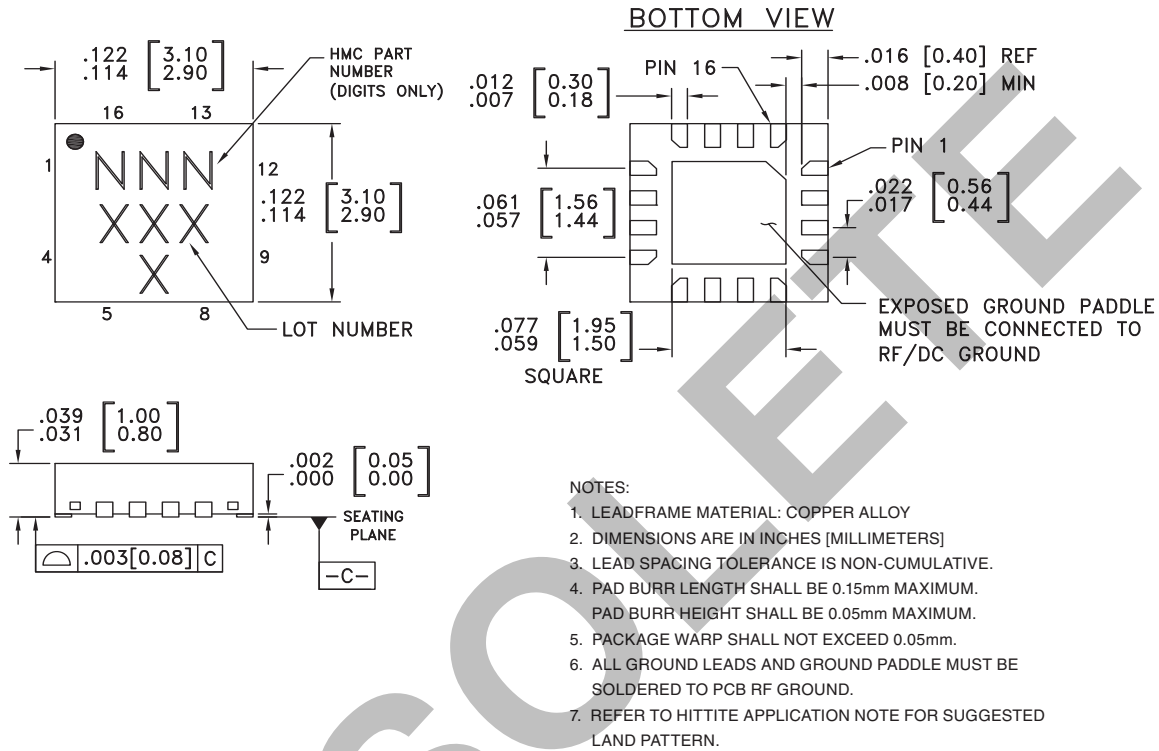 BOTTOM VIEW
.122 [3.10]
.114 [2.90]
HMC PART
NUMBER
(DIGITS ONLY)
16 13
1
12
NNN
XXX
X
.122 [3.10]
.114 [2.90]
4
9
5 8
LOT NUMBER
.012 [0.30]
.007 [0.18]
PIN 16
.016 [0.40] REF
.008 [0.20] MIN
PIN 1
.022 [0.56]
.017 [0.44]
.061 [1.56]
.057 [1.44]
.077 [1.95]
.059 [1.50]
SQUARE
EXPOSED GROUND PADDLE
MUST BE CONNECTED TO
RF/DC GROUND
.039 [1.00]
.031 [0.80]
.002 [0.05]
.000 [0.00]
SEATING
PLANE
.003[0.08] C
-C-
NOTES:
1. LEADFRAME MATERIAL: COPPER ALLOY
2. DIMENSIONS ARE IN INCHES [MILLIMETERS]
3. LEAD SPACING TOLERANCE IS NON-CUMULATIVE.
4. PAD BURR LENGTH SHALL BE 0.15mm MAXIMUM.
PAD BURR HEIGHT SHALL BE 0.05mm MAXIMUM.
5. PACKAGE WARP SHALL NOT EXCEED 0.05mm.
6. ALL GROUND LEADS AND GROUND PADDLE MUST BE
SOLDERED TO PCB RF GROUND.
7. REFER TO HITTITE APPLICATION NOTE FOR SUGGESTED
LAND PATTERN.
SOLETE